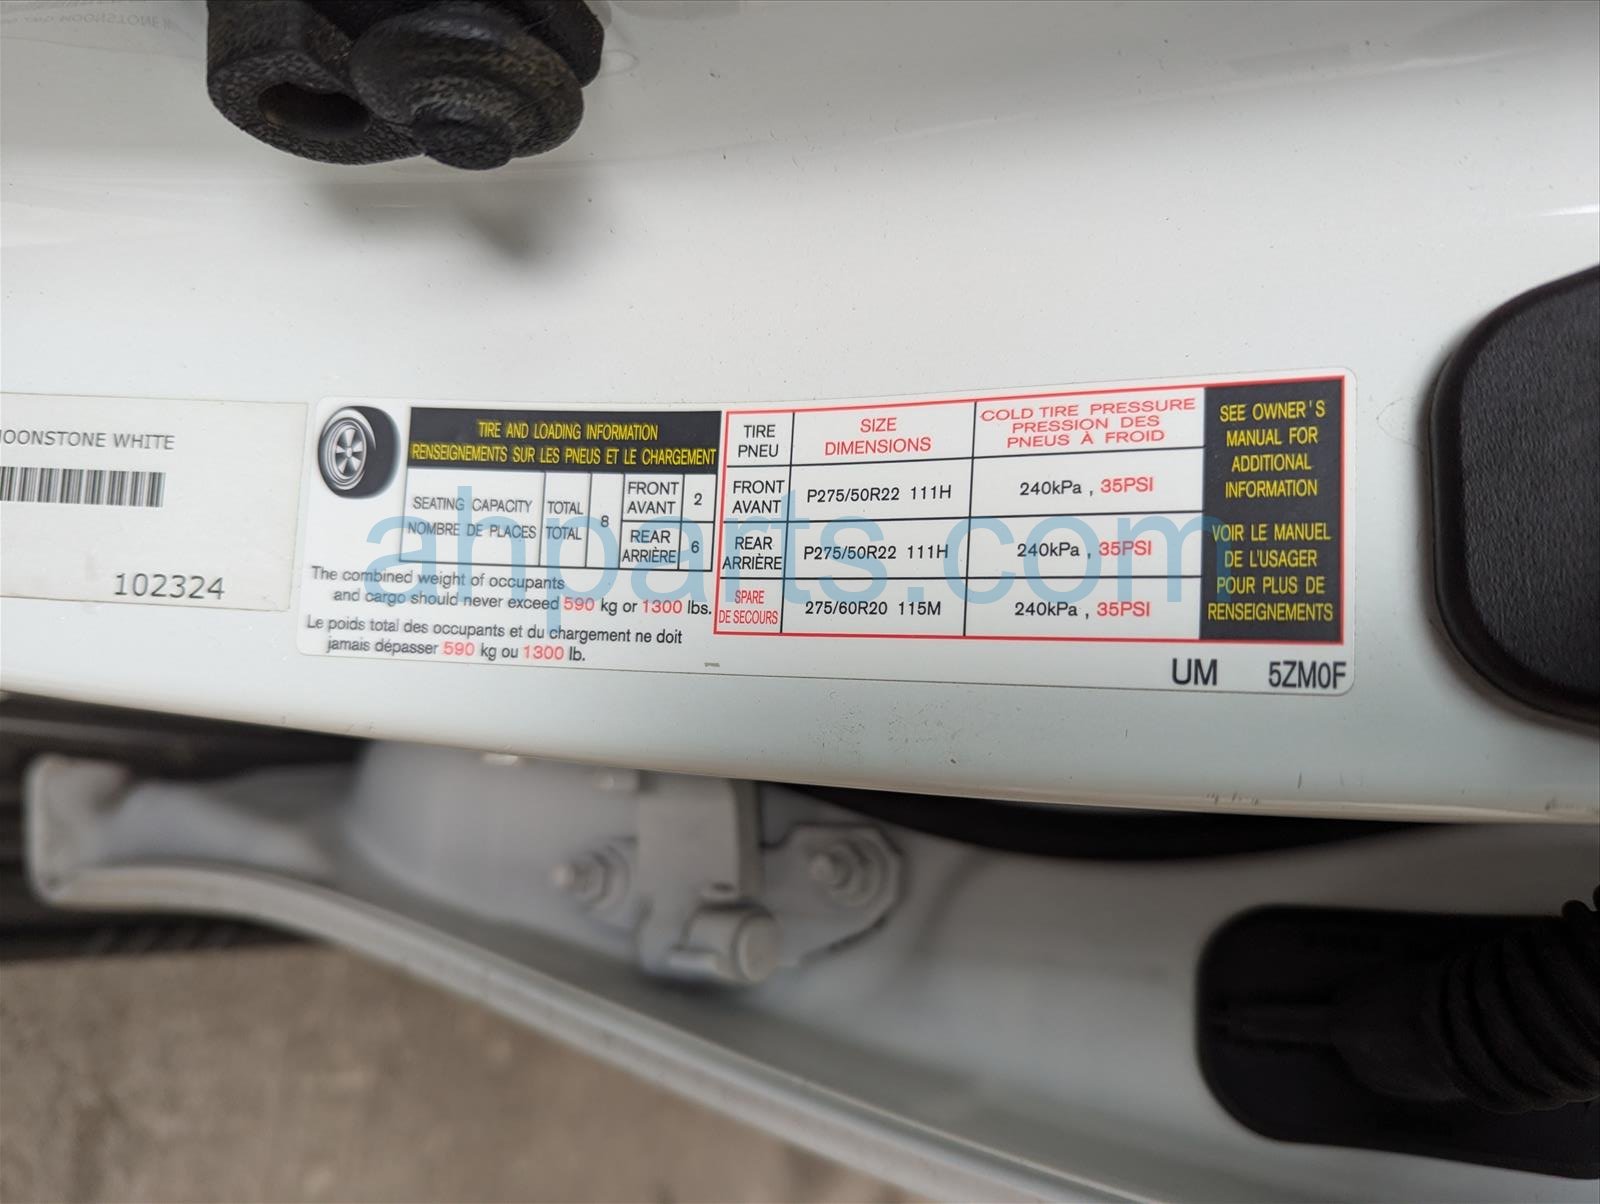 MOONSTONE WHITE
102324
TIRE AND LOADING INFORMATION
RENSEIGNEMENTS SUR LES PNEUS ET LE CHARGEMENT
SEATING CAPACITY TOTAL 8 FRONT 2
NOMBRE DE PLACES TOTAL AVANT
REAR 6
ARRIÈRE
The combined weight of occupants
and cargo should never exceed 590 kg or 1300 lbs.
Le poids total des occupants et du chargement ne doit
jamais dépasser 590 kg ou 1300 lb.
TIRE SIZE COLD TIRE PRESSURE
PNEU DIMENSIONS PRESSION DES
PNEUS À FROID
FRONT P275/50R22 111H 240kPa , 35PSI
AVANT
REAR P275/50R22 111H 240kPa , 35PSI
ARRIÈRE
SPARE 275/60R20 115M 240kPa , 35PSI
DE SECOURS
SEE OWNER'S
MANUAL FOR
ADDITIONAL
INFORMATION
VOIR LE MANUEL
DE L'USAGER
POUR PLUS DE
RENSEIGNEMENTS
UM 5ZM0F
ahparts.com